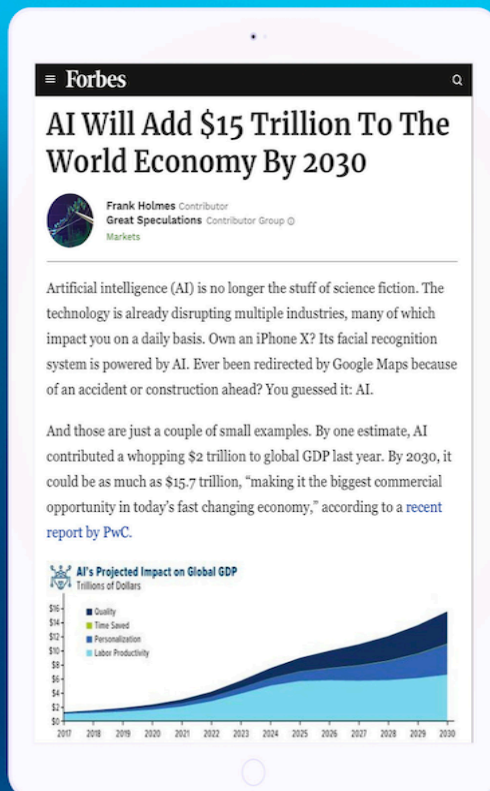 Forbes
AI Will Add $15 Trillion To The
World Economy By 2030
Frank Holmes Contributor
Great Speculations Contributor Group
Markets
Artificial intelligence (AI) is no longer the stuff of science fiction. The
technology is already disrupting multiple industries, many of which
impact you on a daily basis. Own an iPhone X? Its facial recognition
system is powered by AI. Ever been redirected by Google Maps because
of an accident or construction ahead? You guessed it: AI.
And those are just a couple of small examples. By one estimate, AI
contributed a whopping $2 trillion to global GDP last year. By 2030, it
could be as much as $15.7 trillion, “making it the biggest commercial
opportunity in today’s fast changing economy,” according to a recent
report by PwC.
AI's Projected Impact on Global GDP
Trillions of Dollars
$16
$14
$12
$10
$8
$6
$4
$2
$0
Quality
Time Saved
Personalization
Labor Productivity
2017 2018 2019 2020 2021 2022 2023 2024 2025 2026 2027 2028 2029 2030